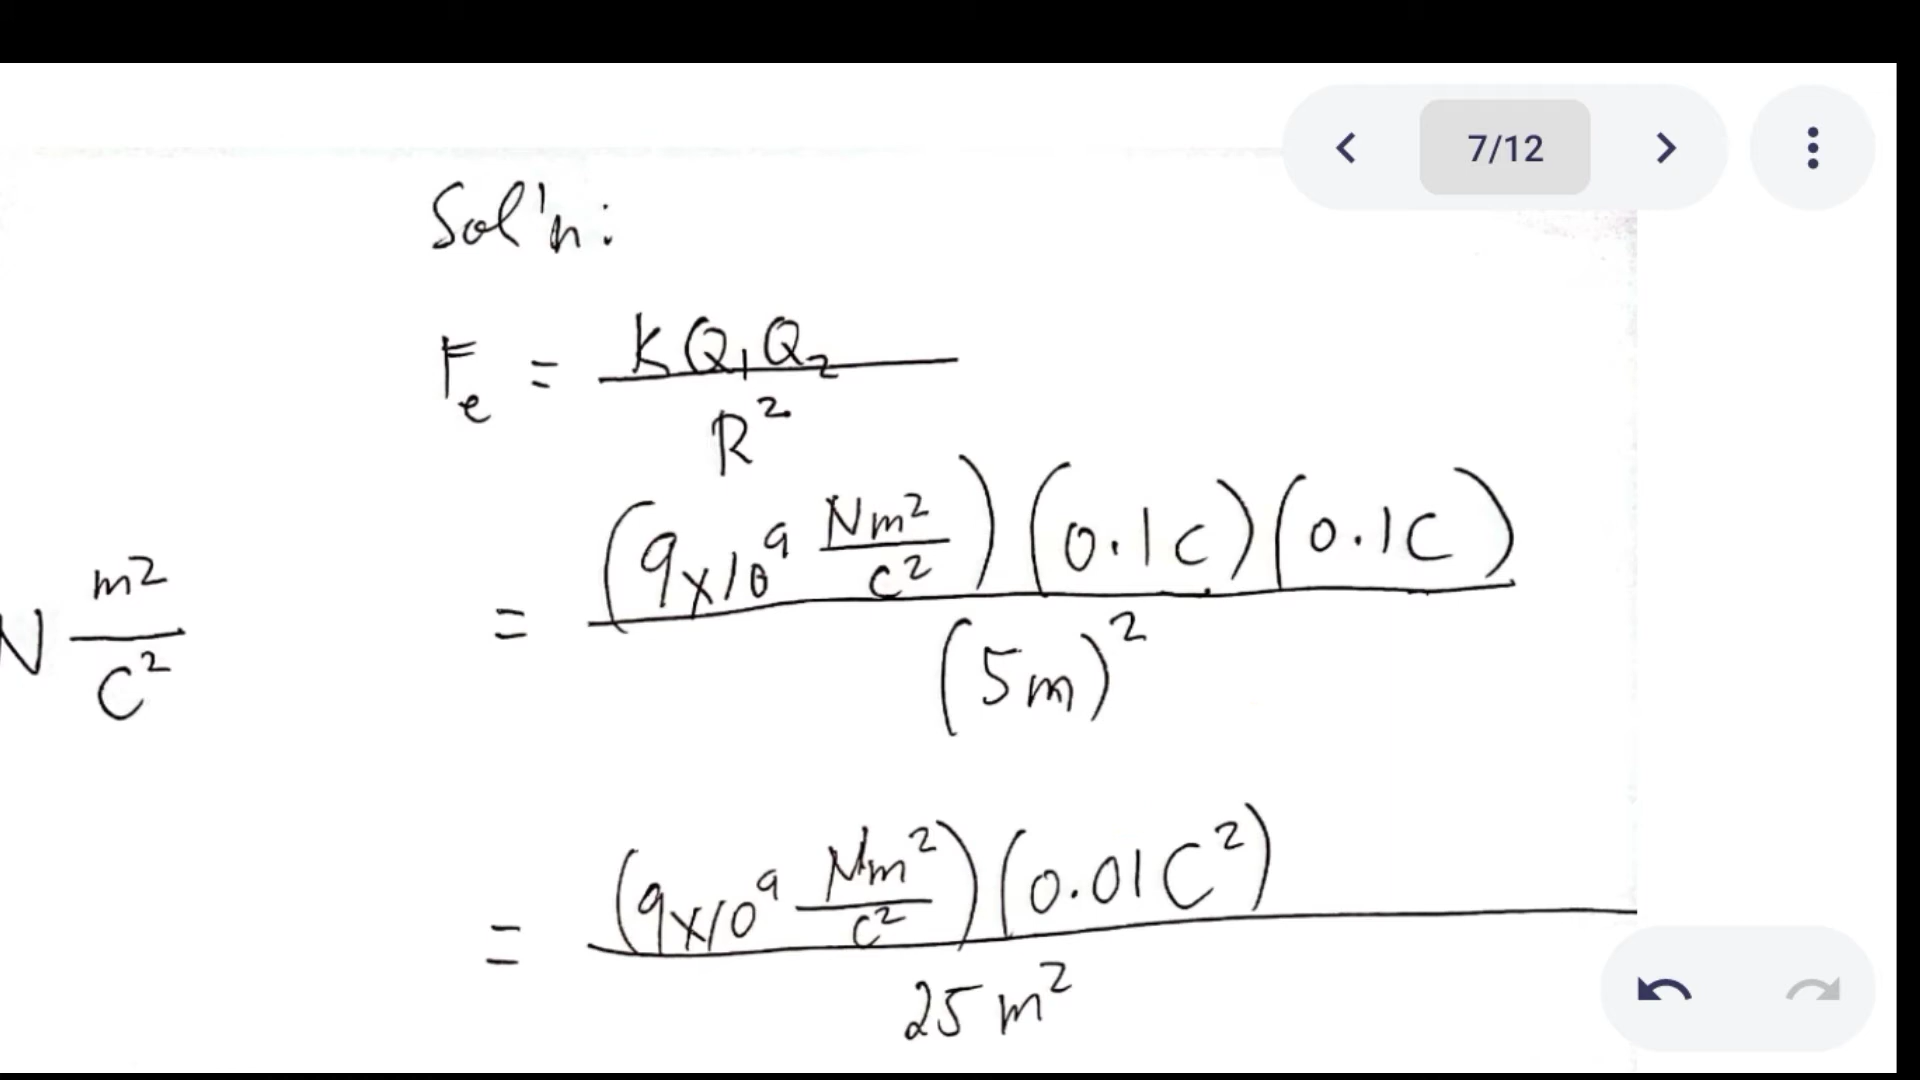 7/12
Sol'n:
F_e = KQ₁Q₂ / R²
N m² / C²
= (9x10⁹ Nm²/C²)(0.1C)(0.1C) / (5m)²
= (9x10⁹ Nm²/C²)(0.01C²) / 25m²